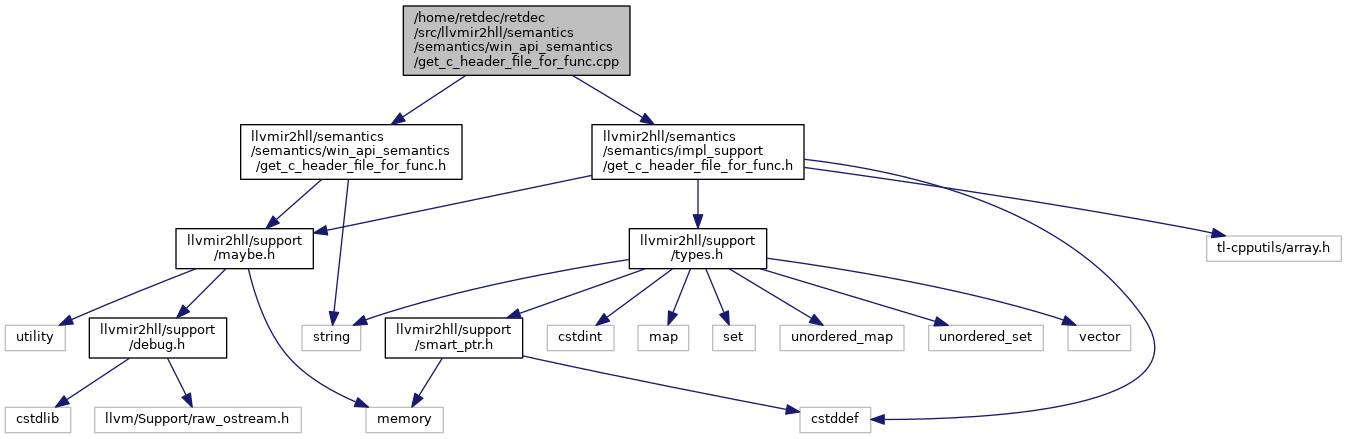 /home/retdec/retdec
/src/llvmir2hll/semantics
/semantics/win_api_semantics
/get_c_header_file_for_func.cpp
llvmir2hll/semantics
/semantics/win_api_semantics
/get_c_header_file_for_func.h
llvmir2hll/semantics
/semantics/impl_support
/get_c_header_file_for_func.h
llvmir2hll/support
/maybe.h
llvmir2hll/support
/types.h
tl-cpputils/array.h
utility
llvmir2hll/support
/debug.h
string
llvmir2hll/support
/smart_ptr.h
cstdint
map
set
unordered_map
unordered_set
vector
cstdlib
llvm/Support/raw_ostream.h
memory
cstddef